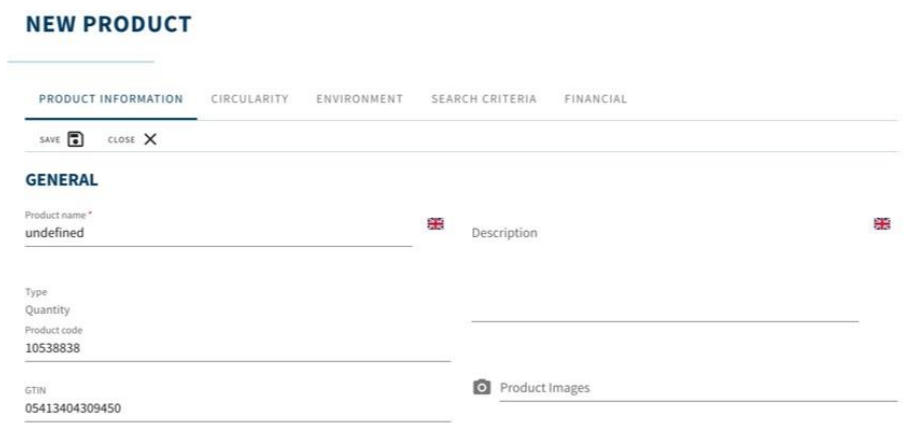 NEW PRODUCT
PRODUCT INFORMATION CIRCULARITY ENVIRONMENT SEARCH CRITERIA FINANCIAL
SAVE CLOSE
GENERAL
Product name *
undefined
Description
Type
Quantity
Product code
10538838
Product Images
GTIN
05413404309450